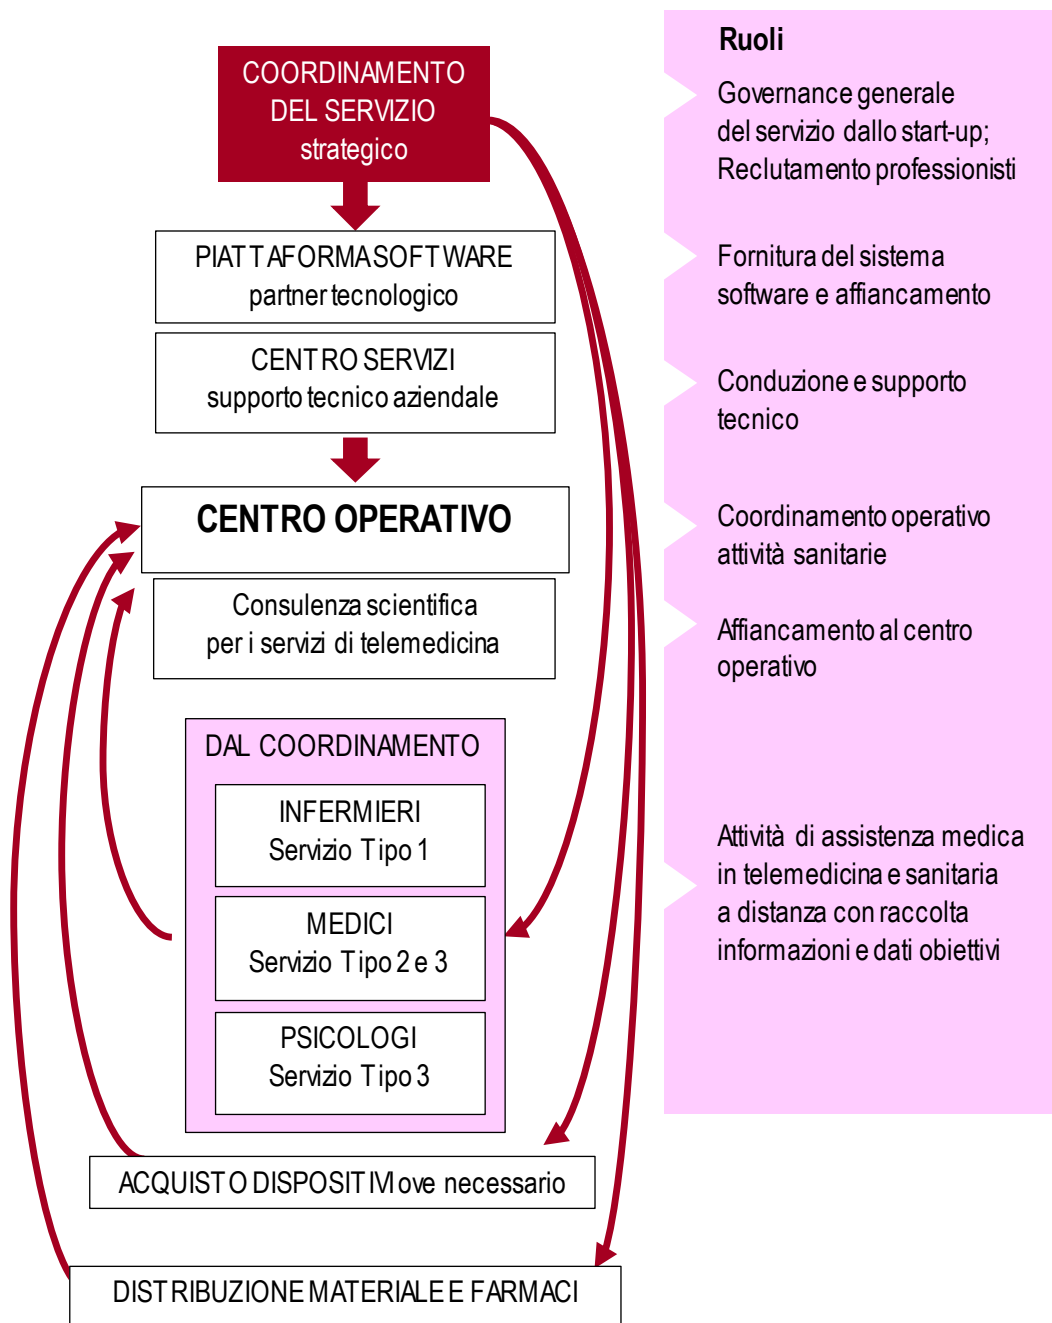 COORDINAMENTO
DEL SERVIZIO
strategico
PIATTAFORMA SOFTWARE
partner tecnologico
CENTRO SERVIZI
supporto tecnico aziendale
CENTRO OPERATIVO
Consulenza scientifica
per i servizi di telemedicina
DAL COORDINAMENTO
INFERMIERI
Servizio Tipo 1
MEDICI
Servizio Tipo 2 e 3
PSICOLOGI
Servizio Tipo 3
ACQUISTO DISPOSITIVI ove necessario
DISTRIBUZIONE MATERIALE E FARMACI
Ruoli
Governance generale
del servizio dallo start-up;
Reclutamento professionisti
Fornitura del sistema
software e affiancamento
Conduzione e supporto
tecnico
Coordinamento operativo
attività sanitarie
Affiancamento al centro
operativo
Attività di assistenza medica
in telemedicina e sanitaria
a distanza con raccolta
informazioni e dati obiettivi